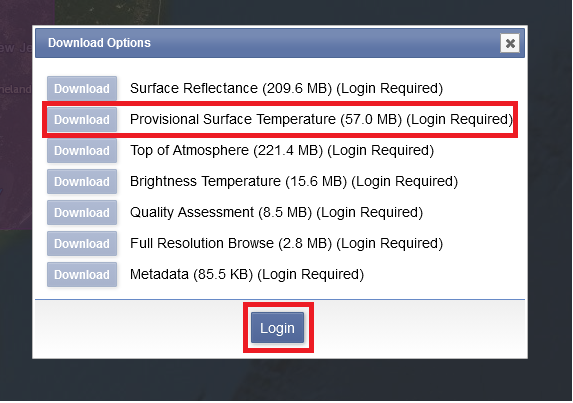 ew Je
Download Options
Download Surface Reflectance (209.6 MB) (Login Required)
Download Provisional Surface Temperature (57.0 MB) (Login Required)
Download Top of Atmosphere (221.4 MB) (Login Required)
Download Brightness Temperature (15.6 MB) (Login Required)
Download Quality Assessment (8.5 MB) (Login Required)
Download Full Resolution Browse (2.8 MB) (Login Required)
Download Metadata (85.5 KB) (Login Required)
Login